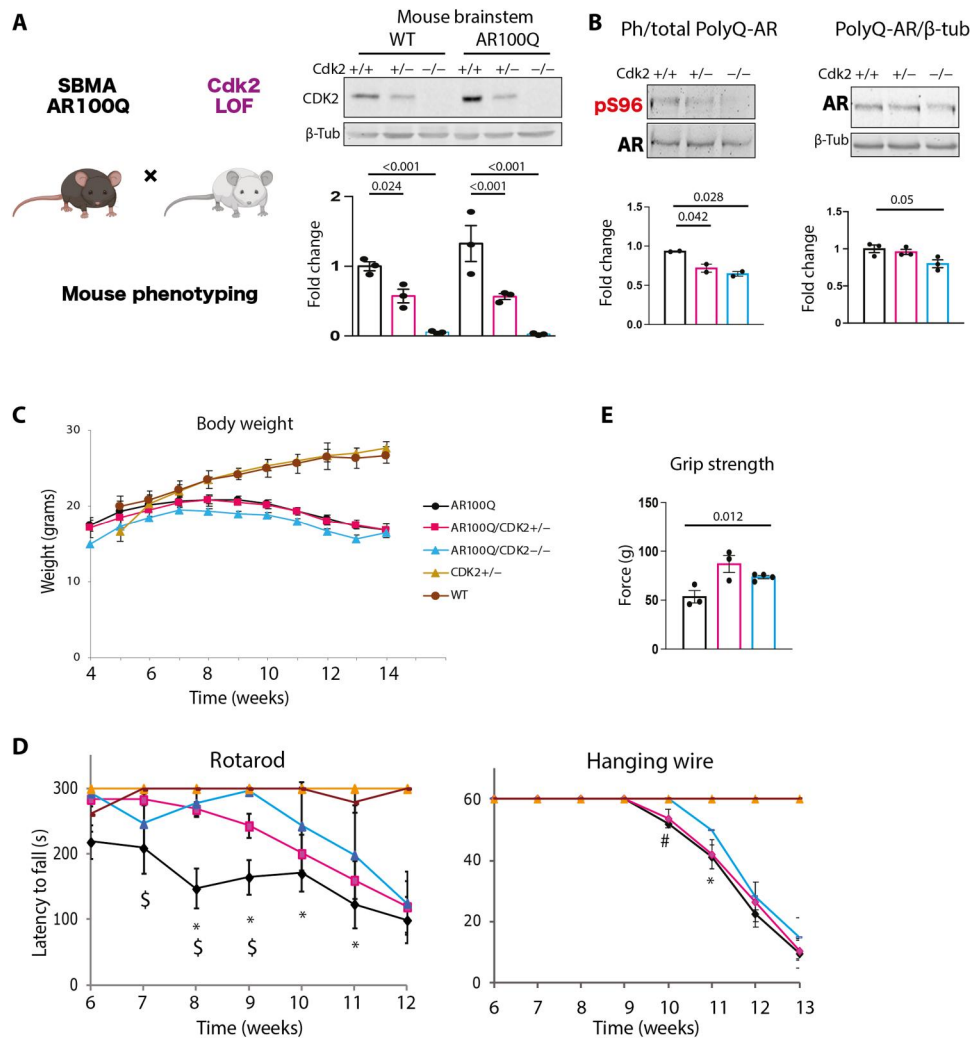 A
SBMA
AR100Q
Cdk2
LOF
×
Mouse phenotyping
Mouse brainstem
WT
AR100Q
Cdk2 +/+ +/− −/− +/+ +/− −/−
CDK2
β-Tub
<0.001
0.024
<0.001
<0.001
Fold change
2
1
0
B
Ph/total PolyQ-AR
Cdk2 +/+ +/− −/−
pS96
AR
0.028
0.042
Fold change
1.5
1.0
0.5
0.0
PolyQ-AR/β-tub
Cdk2 +/+ +/− −/−
AR
β-Tub
0.05
Fold change
1.5
1
0.5
0.0
C
Body weight
Weight (grams)
30
20
10
0
4 6 8 10 12 14
Time (weeks)
AR100Q
AR100Q/CDK2+/−
AR100Q/CDK2−/−
CDK2+/−
WT
E
Grip strength
0.012
Force (g)
150
100
50
0
D
Rotarod
Latency to fall (s)
300
200
100
0
$
*
$
*
$
*
*
6 7 8 9 10 11 12
Time (weeks)
Hanging wire
60
40
20
0
#
*
6 7 8 9 10 11 12 13
Time (weeks)